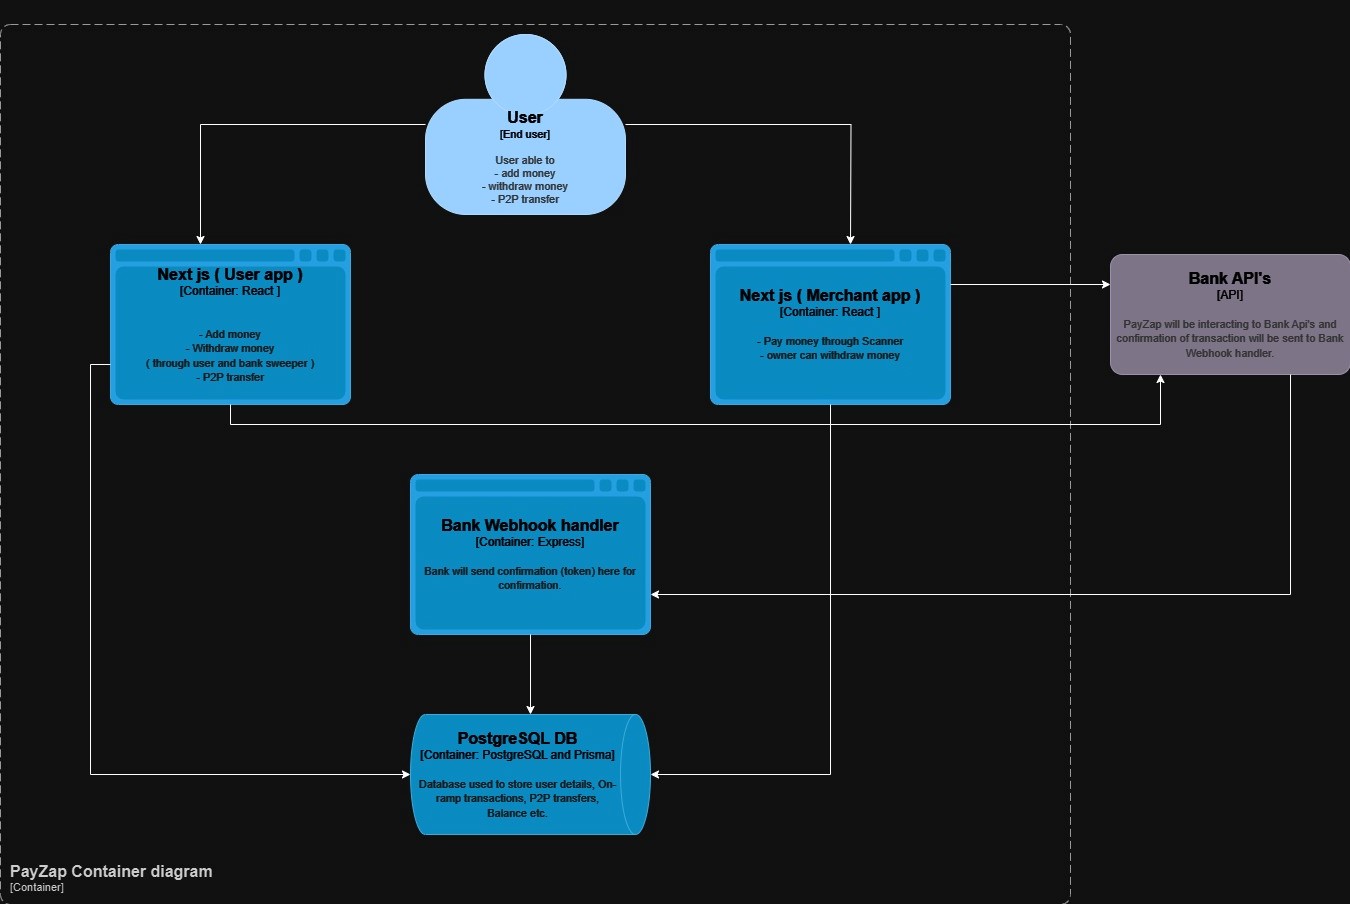 User
[End user]
User able to
- add money
- withdraw money
- P2P transfer
Next js ( User app )
[Container: React ]
- Add money
- Withdraw money
( through user and bank sweeper )
- P2P transfer
Next js ( Merchant app )
[Container: React ]
- Pay money through Scanner
- owner can withdraw money
Bank API's
[API]
PayZap will be interacting to Bank Api's and
confirmation of transaction will be sent to Bank
Webhook handler.
Bank Webhook handler
[Container: Express]
Bank will send confirmation (token) here for
confirmation.
PostgreSQL DB
[Container: PostgreSQL and Prisma]
Database used to store user details, On-
ramp transactions, P2P transfers,
Balance etc.
PayZap Container diagram
[Container]